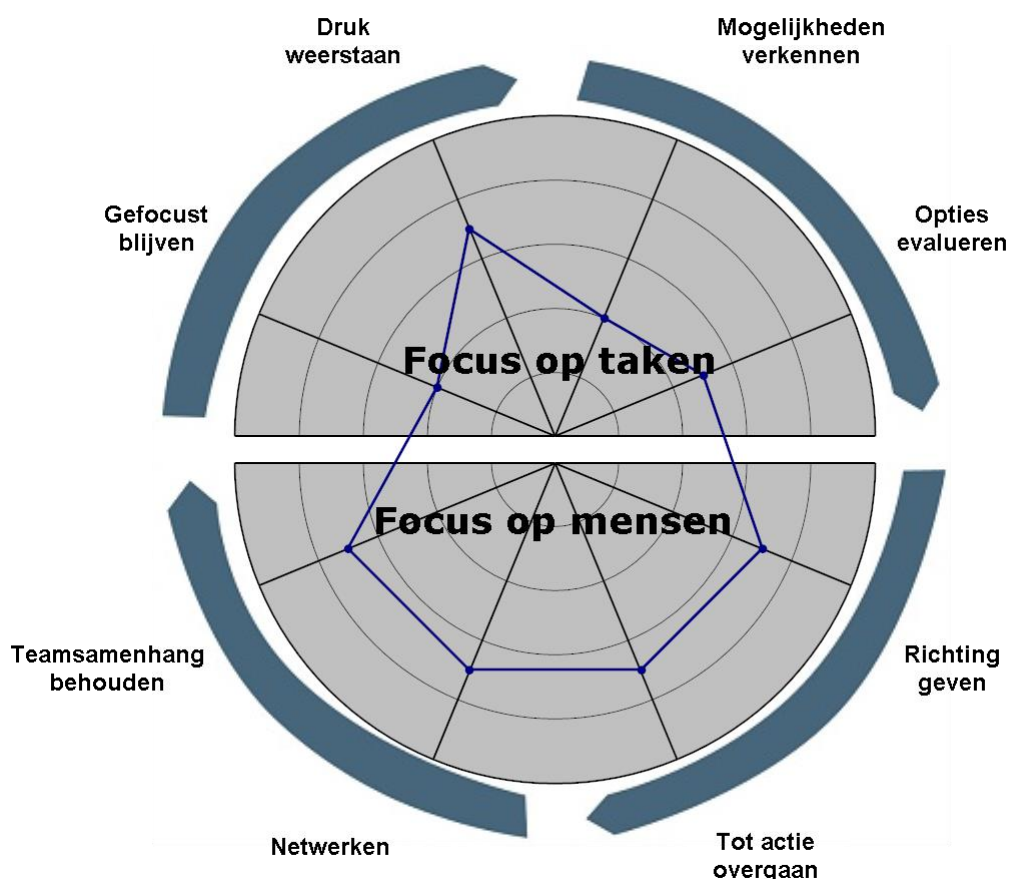 Druk
weerstaan
Mogelijkheden
verkennen
Gefocust
blijven
Opties
evalueren
Focus op taken
Focus op mensen
Teamsamenhang
behouden
Richting
geven
Netwerken
Tot actie
overgaan